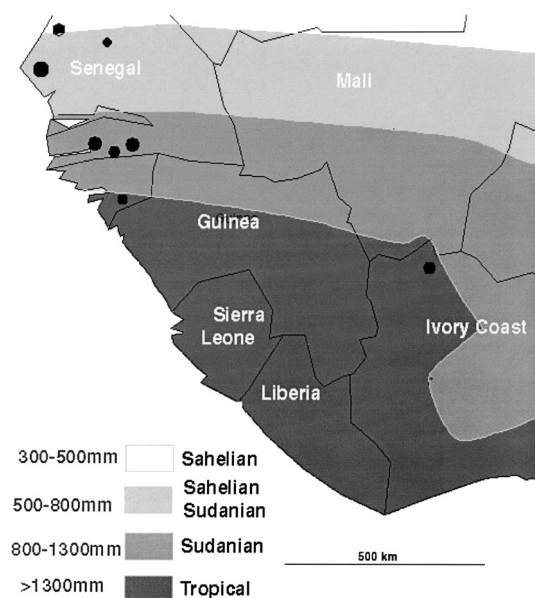 Senegal
Mali
Guinea
Sierra
Leone
Ivory Coast
Liberia
300-500mm Sahelian
500-800mm Sahelian
Sudanian
800-1300mm Sudanian
>1300mm Tropical
500 km